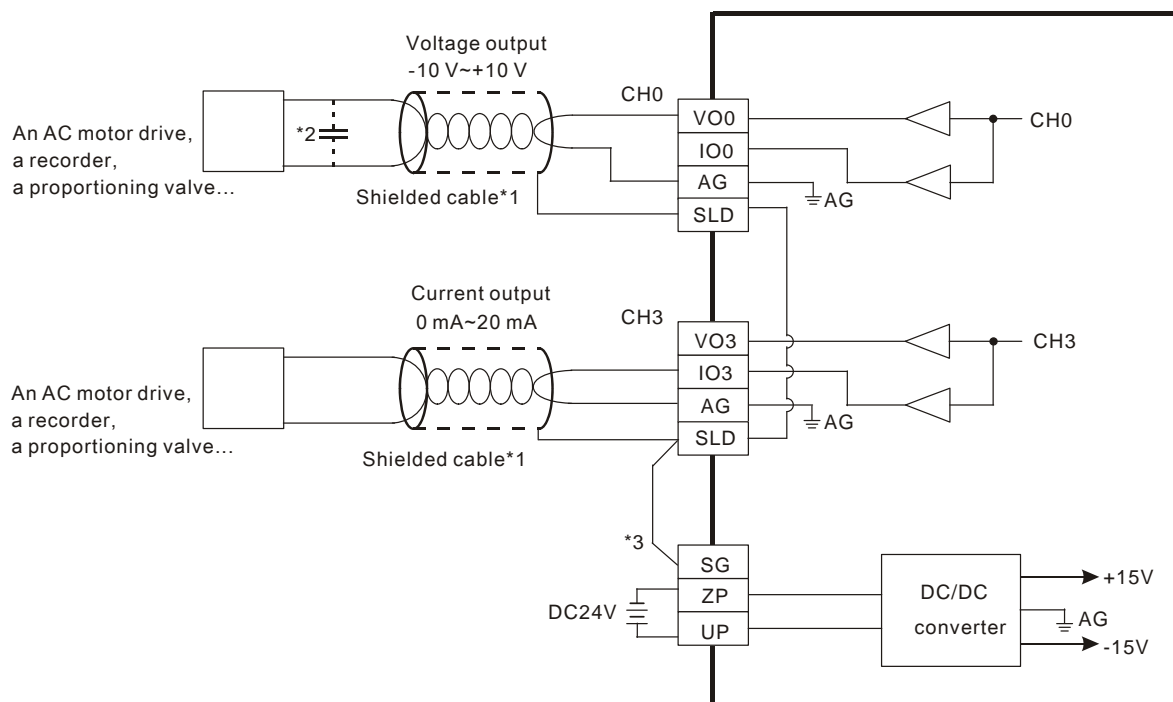 Voltage output
-10 V~+10 V
CH0
An AC motor drive,
a recorder,
a proportioning valve...
*2
Shielded cable*1
VO0
IO0
AG
SLD
AG
CH0
Current output
0 mA~20 mA
CH3
An AC motor drive,
a recorder,
a proportioning valve...
Shielded cable*1
VO3
IO3
AG
SLD
AG
CH3
*3
DC24V
SG
ZP
UP
DC/DC
converter
+15V
AG
-15V